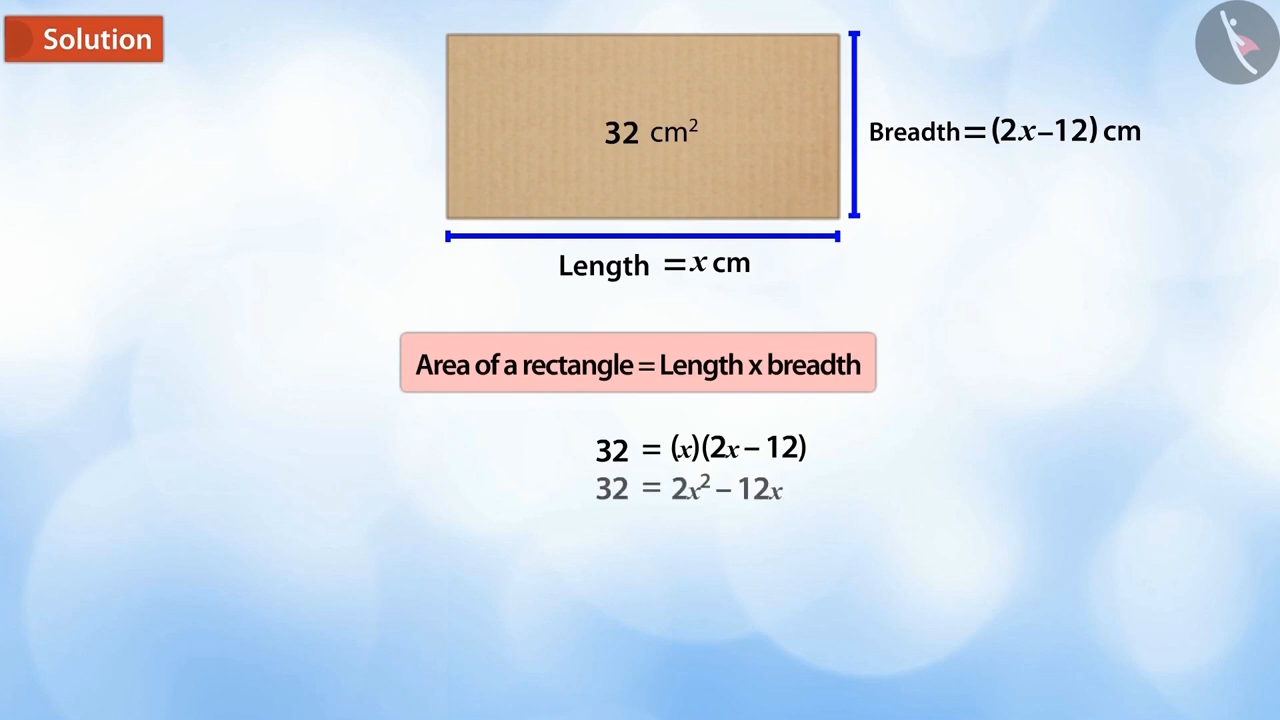 Solution
32 cm²
Breadth = (2x–12) cm
Length = x cm
Area of a rectangle = Length x breadth
32 = (x)(2x – 12)
32 = 2x² – 12x